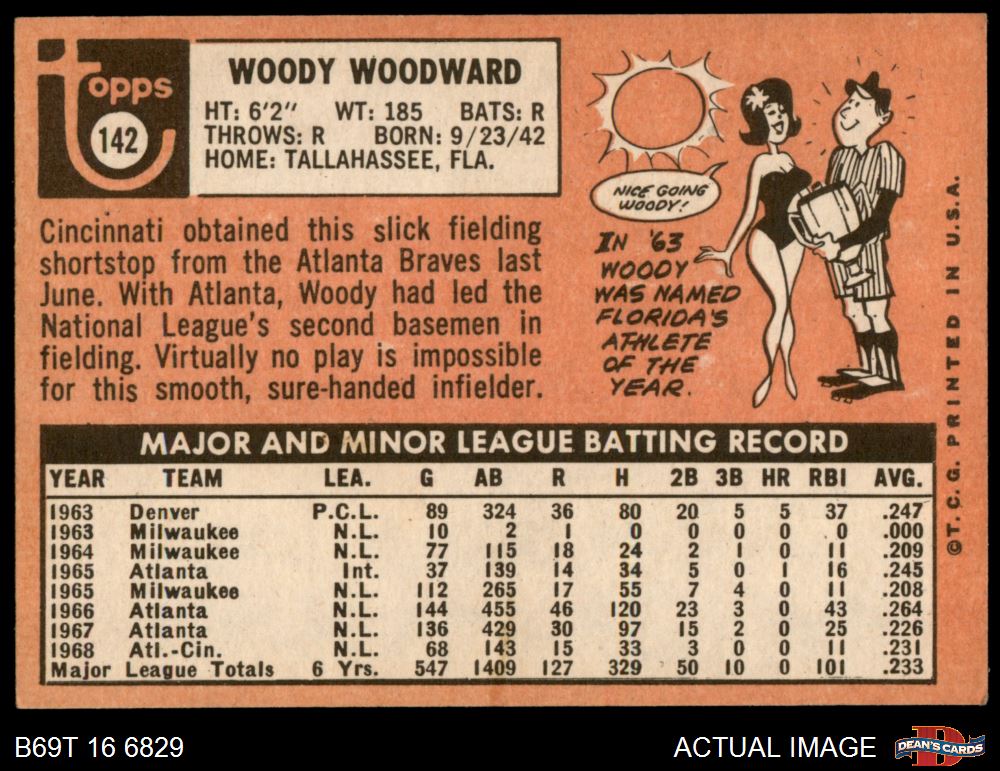 topps
142
WOODY WOODWARD
HT: 6'2" WT: 185 BATS: R
THROWS: R BORN: 9/23/42
HOME: TALLAHASSEE, FLA.
Cincinnati obtained this slick fielding
shortstop from the Atlanta Braves last
June. With Atlanta, Woody had led the
National League's second basemen in
fielding. Virtually no play is impossible
for this smooth, sure-handed infielder.
NICE GOING
WOODY!
IN '63
WOODY
WAS NAMED
FLORIDA'S
ATHLETE
OF THE
YEAR.
©T.C.G. PRINTED IN U.S.A.
MAJOR AND MINOR LEAGUE BATTING RECORD
YEAR TEAM LEA. G AB R H 2B 3B HR RBI AVG.
1963 Denver P.C.L. 89 324 36 80 20 5 5 37 .247
1963 Milwaukee N.L. 10 2 1 0 0 0 0 0 .000
1964 Milwaukee N.L. 77 115 18 24 2 1 0 11 .209
1965 Atlanta Int. 37 139 14 34 5 0 1 16 .245
1965 Milwaukee N.L. 112 265 17 55 7 4 0 11 .208
1966 Atlanta N.L. 144 455 46 120 23 3 0 43 .264
1967 Atlanta N.L. 136 429 30 97 15 2 0 25 .226
1968 Atl.-Cin. N.L. 68 143 15 33 3 0 0 11 .231
Major League Totals 6 Yrs. 547 1409 127 329 50 10 0 101 .233
B69T 16 6829
ACTUAL IMAGE
D
DEAN'S CARDS